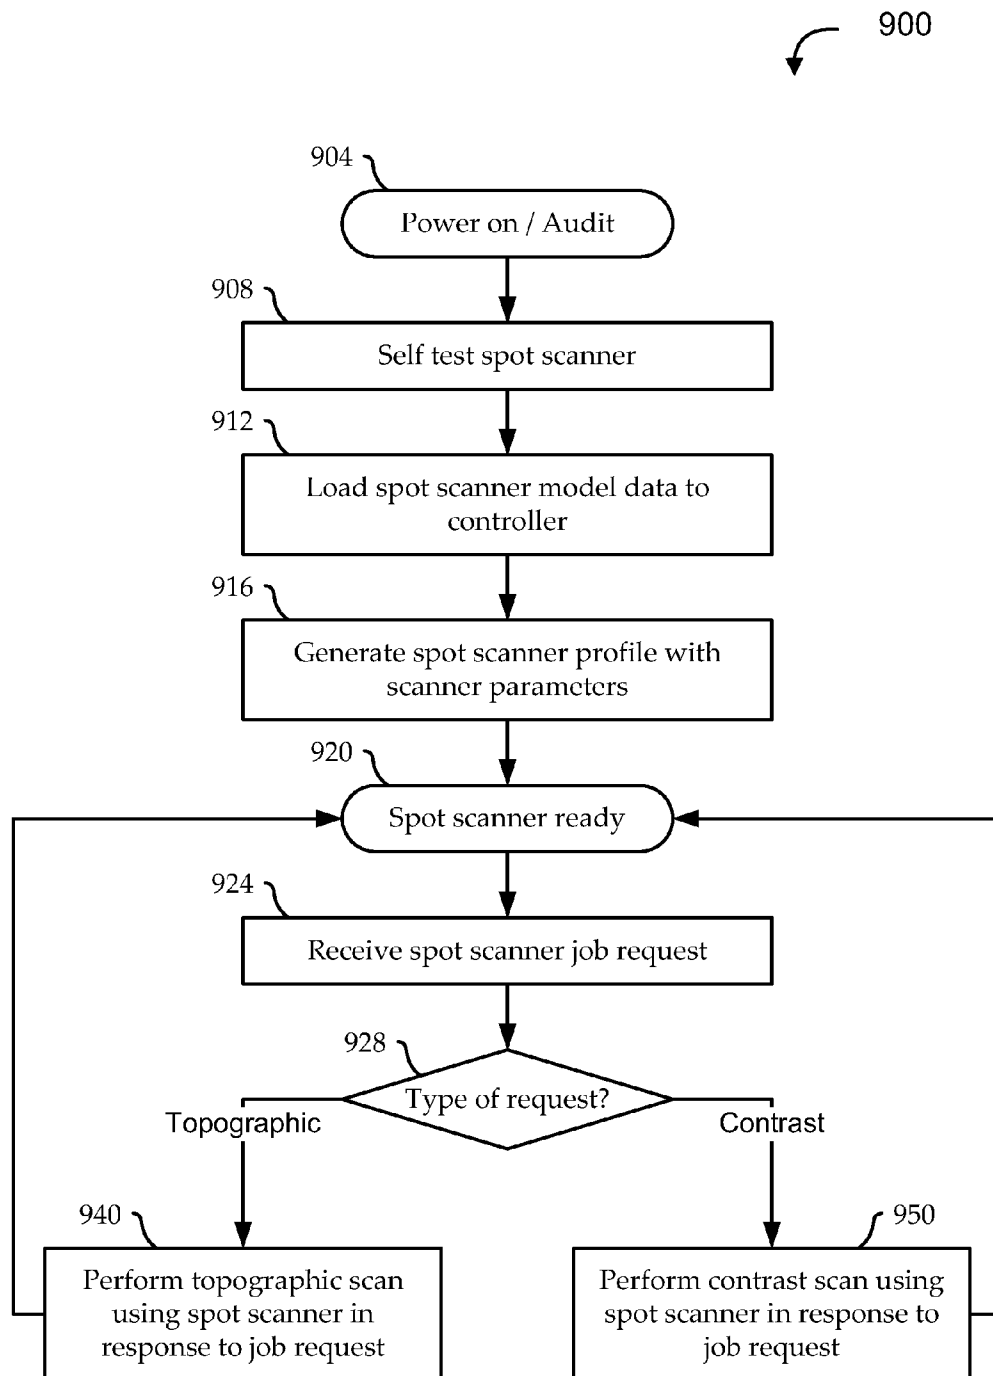 900
904
Power on / Audit
908
Self test spot scanner
912
Load spot scanner model data to
controller
916
Generate spot scanner profile with
scanner parameters
920
Spot scanner ready
924
Receive spot scanner job request
928
Type of request?
Topographic
Contrast
940
Perform topographic scan
using spot scanner in
response to job request
950
Perform contrast scan using
spot scanner in response to
job request